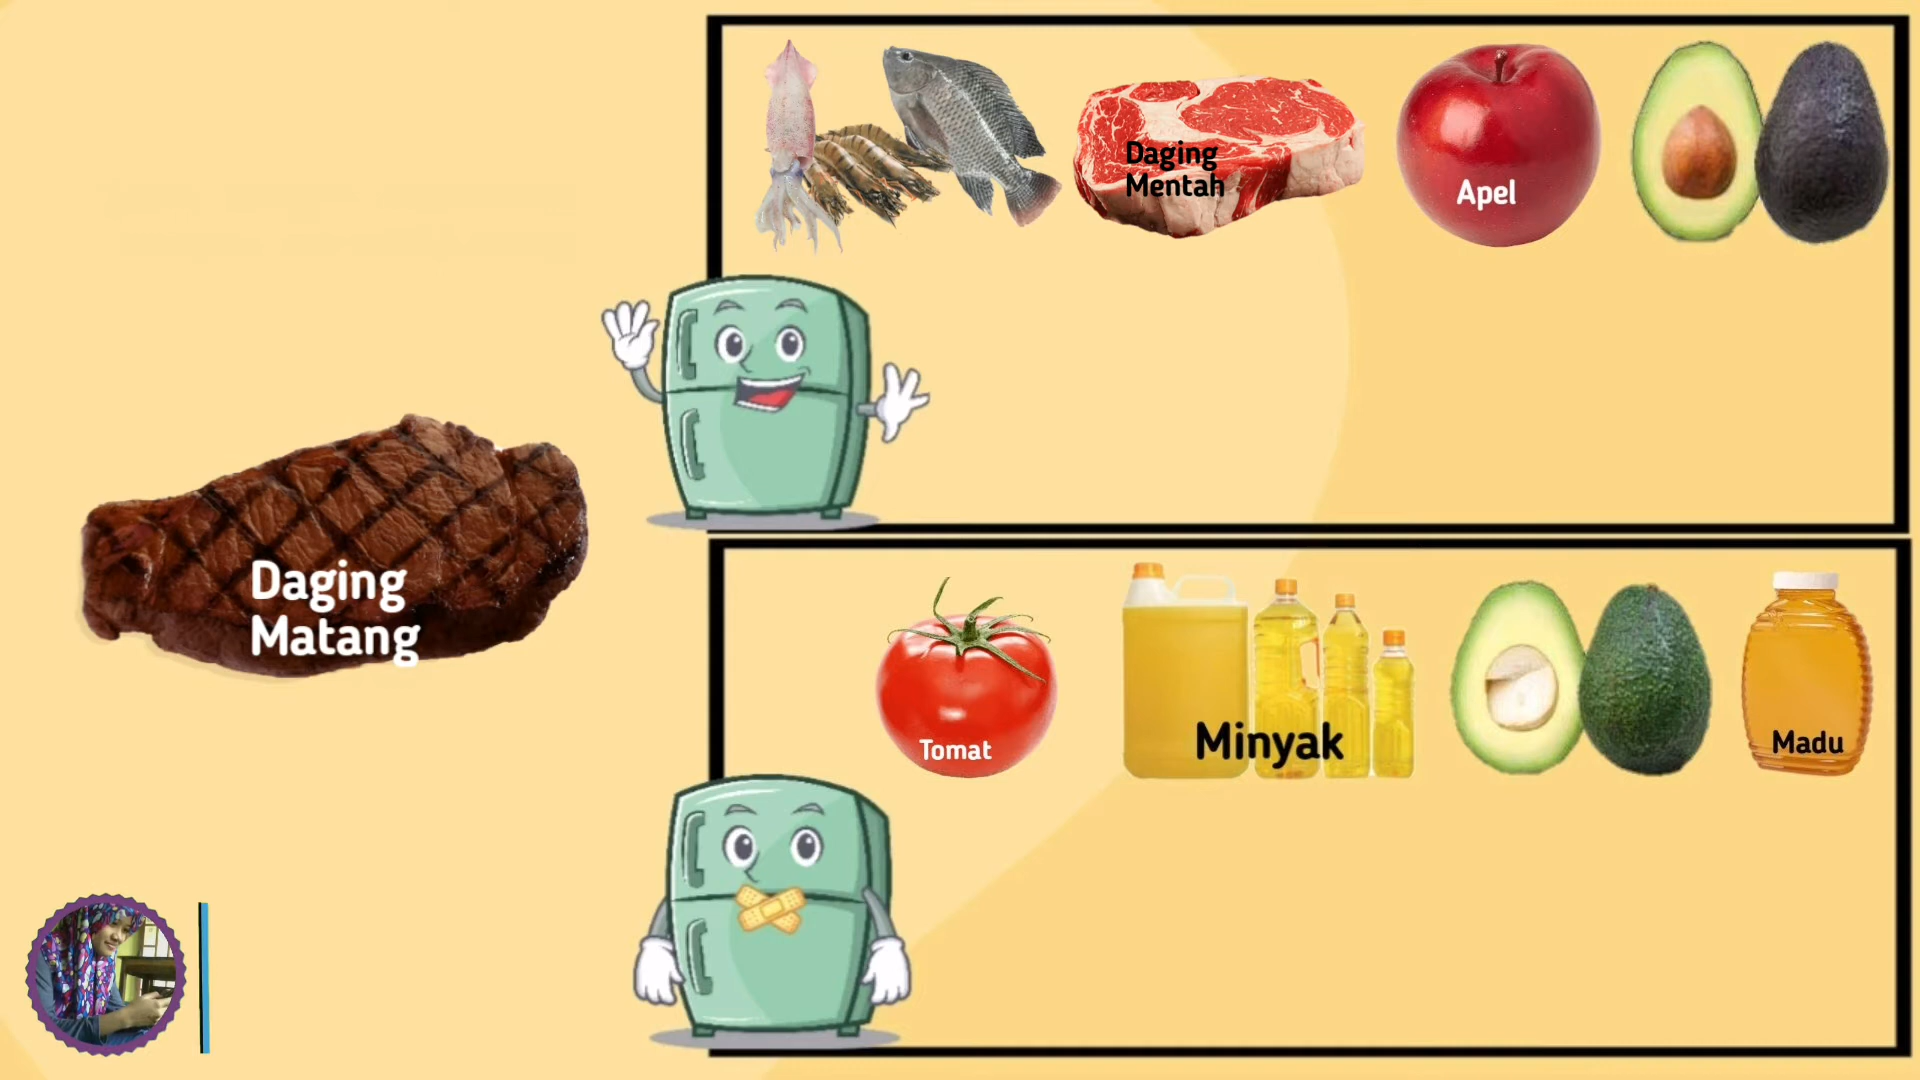 Daging
Mentah
Apel
Daging
Matang
Tomat
Minyak
Madu